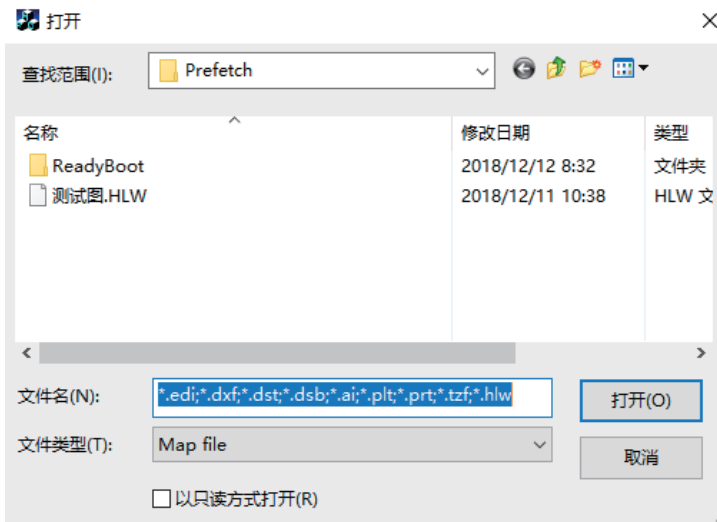 打开
查找范围(I): Prefetch
名称 修改日期 类型
ReadyBoot 2018/12/12 8:32 文件夹
测试图.HLW 2018/12/11 10:38 HLW 文
文件名(N): *.edi;*.dxf;*.dst;*.dsb;*.ai;*.plt;*.prt;*.tzf;*.hlw 打开(O)
文件类型(T): Map file 取消
以只读方式打开(R)